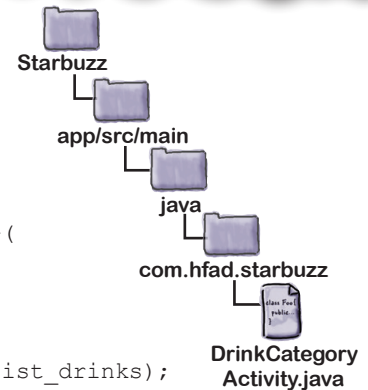 Starbuzz
app/src/main
java
(
com.hfad.starbuzz
class Foo{
public...
}
ist_drinks);
DrinkCategory
Activity.java